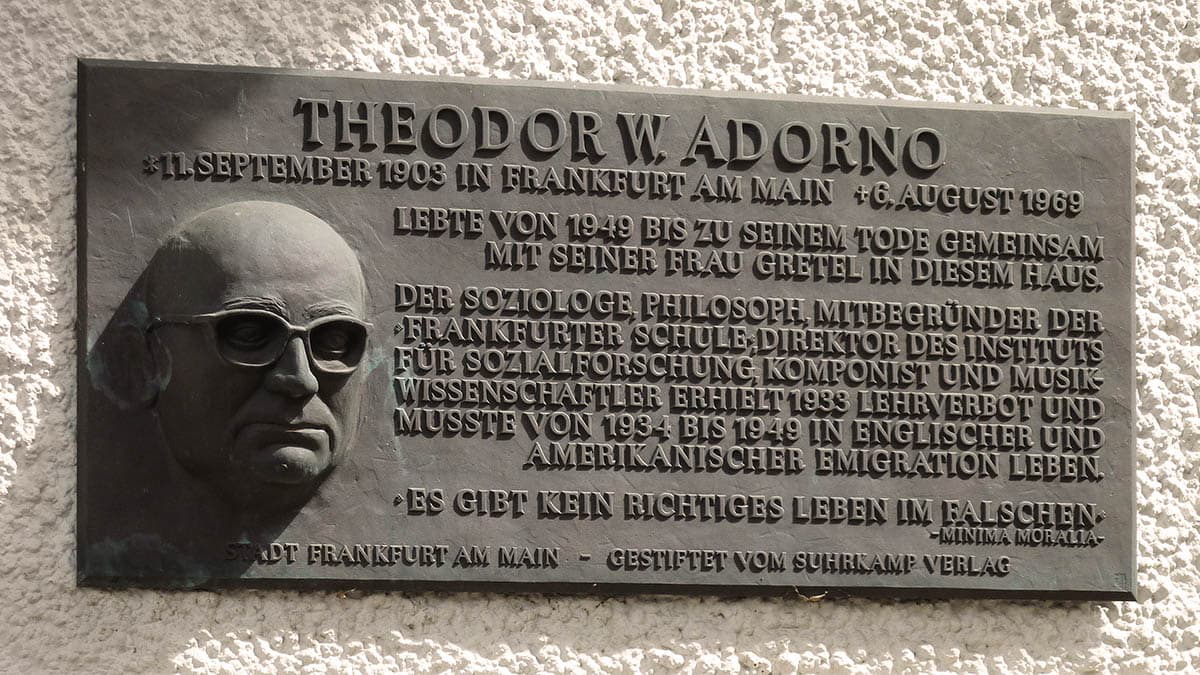 THEODOR W. ADORNO
*11. SEPTEMBER 1903 IN FRANKFURT AM MAIN +6. AUGUST 1969
LEBTE VON 1949 BIS ZU SEINEM TODE GEMEINSAM
MIT SEINER FRAU GRETEL IN DIESEM HAUS.
DER SOZIOLOGE, PHILOSOPH, MITBEGRÜNDER DER
›FRANKFURTER SCHULE‹, DIREKTOR DES INSTITUTS
FÜR SOZIALFORSCHUNG, KOMPONIST UND MUSIK-
WISSENSCHAFTLER ERHIELT 1933 LEHRVERBOT UND
MUSSTE VON 1934 BIS 1949 IN ENGLISCHER UND
AMERIKANISCHER EMIGRATION LEBEN.
›ES GIBT KEIN RICHTIGES LEBEN IM FALSCHEN‹
-MINIMA MORALIA-
STADT FRANKFURT AM MAIN - GESTIFTET VOM SUHRKAMP VERLAG